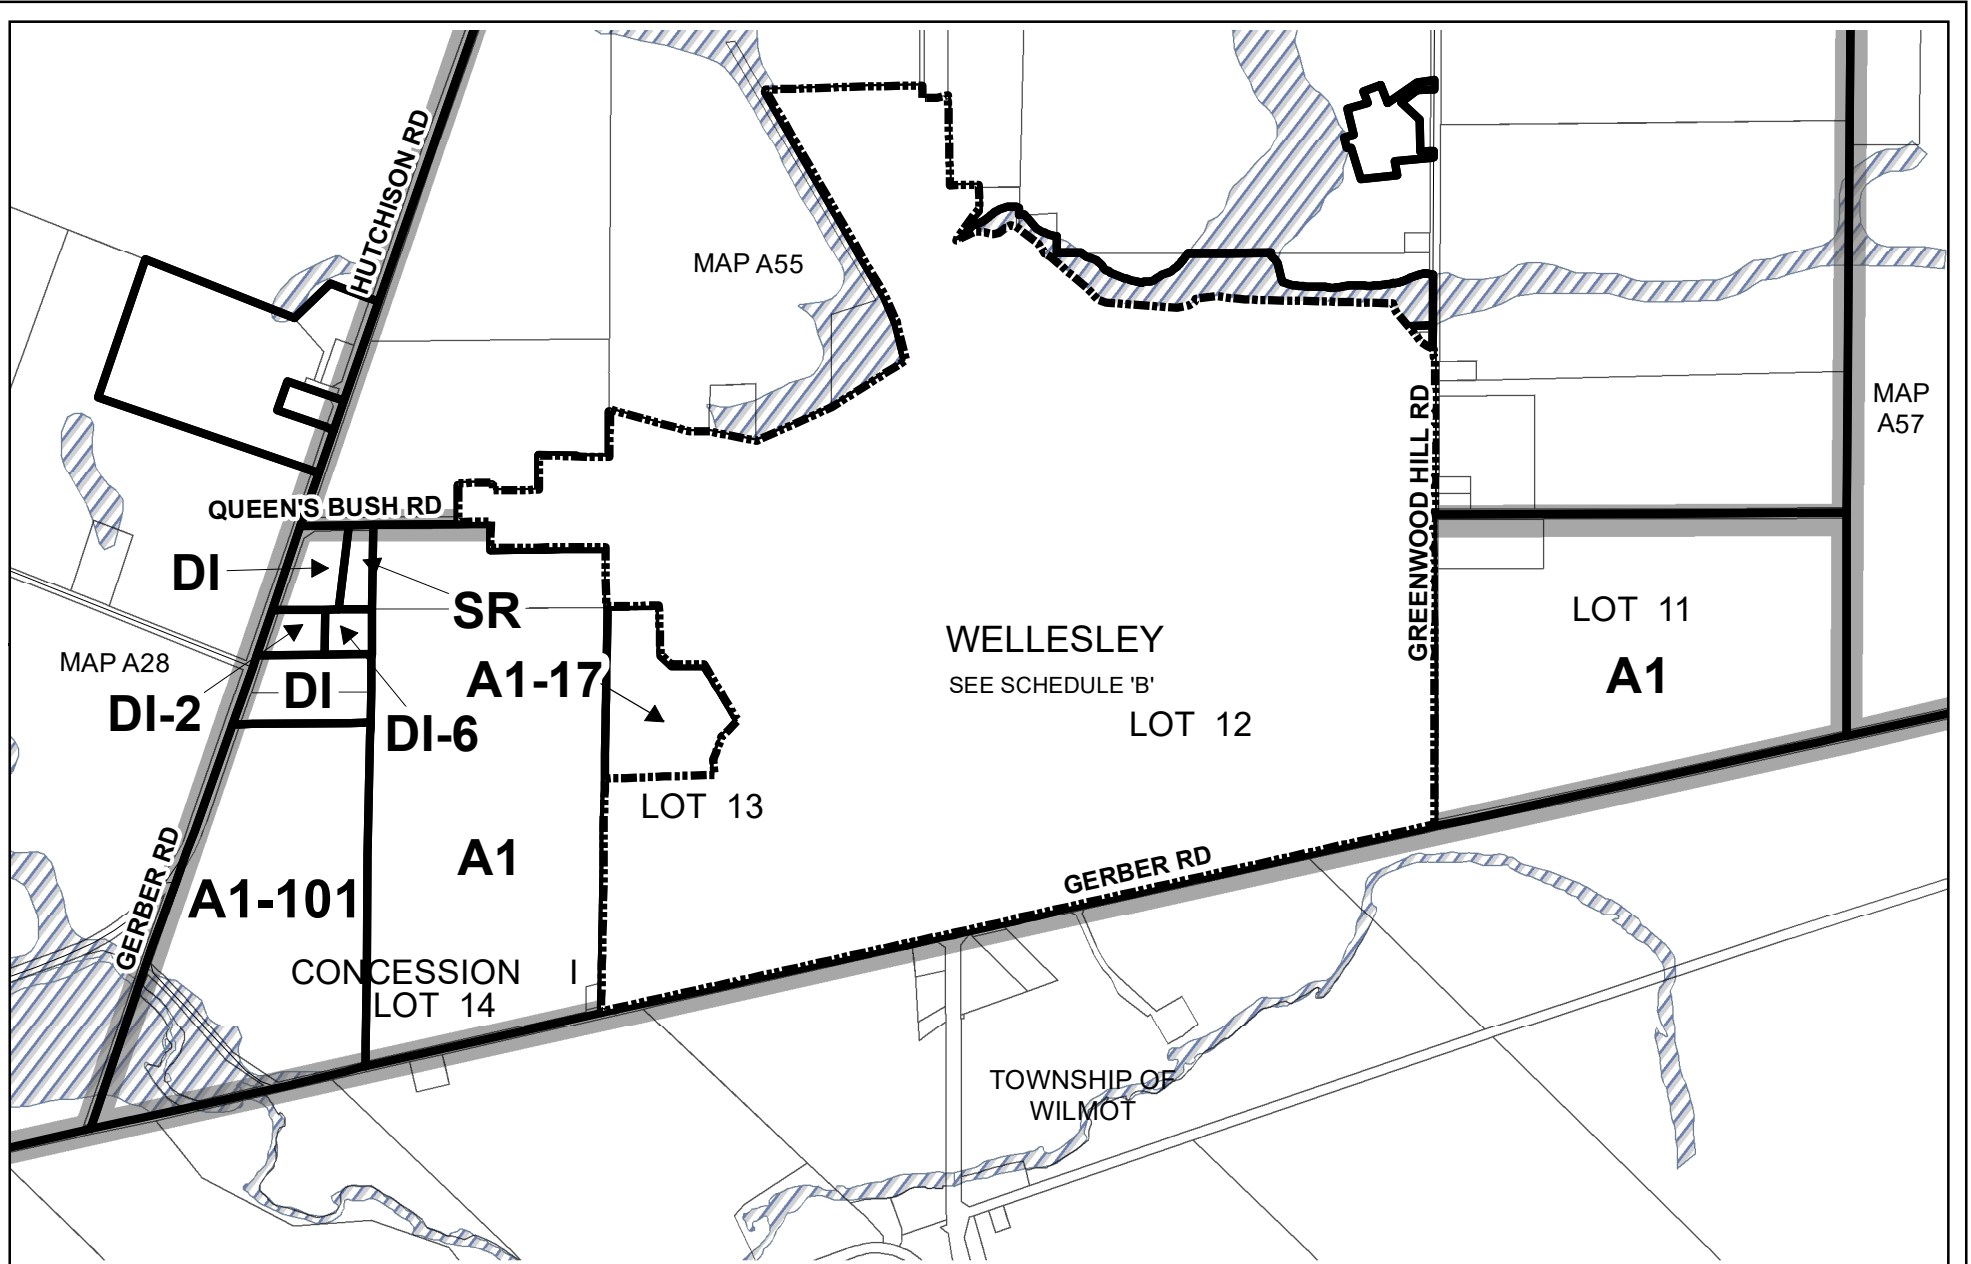 HUTCHISON RD
MAP A55
MAP
A57
QUEEN'S BUSH RD
GREENWOOD HILL RD
DI
SR
LOT 11
A1
WELLESLEY
SEE SCHEDULE 'B'
LOT 12
MAP A28
DI-2
DI
A1-17
DI-6
LOT 13
A1
GERBER RD
GERBER RD
A1-101
CONCESSION I
LOT 14
TOWNSHIP OF
WILMOT